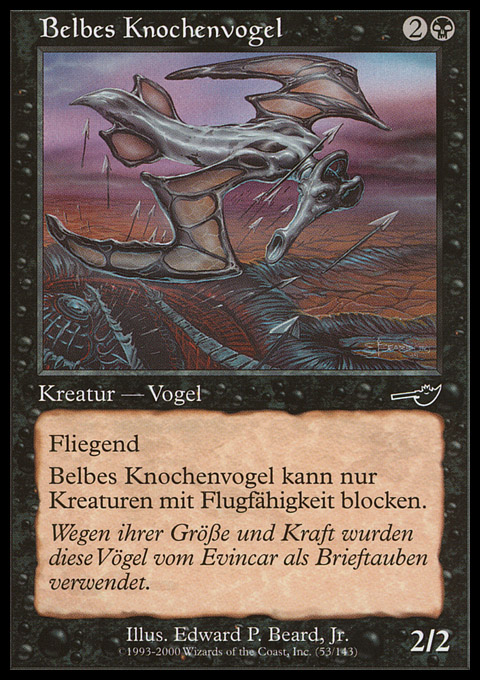 Belbes Knochenvogel 2
Kreatur — Vogel
Fliegend
Belbes Knochenvogel kann nur
Kreaturen mit Flugfähigkeit blocken.
Wegen ihrer Größe und Kraft wurden
diese Vögel vom Evincar als Brieftauben
verwendet.
Illus. Edward P. Beard, Jr.
©1993-2000 Wizards of the Coast, Inc. (53/143)
2/2